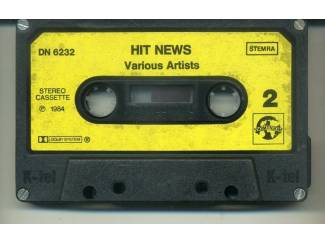 DN 6232
HIT NEWS
STEMRA
Various Artists
STEREO
CASSETTE
℗ 1984
2
DOLBY SYSTEM
K-tel
K-tel